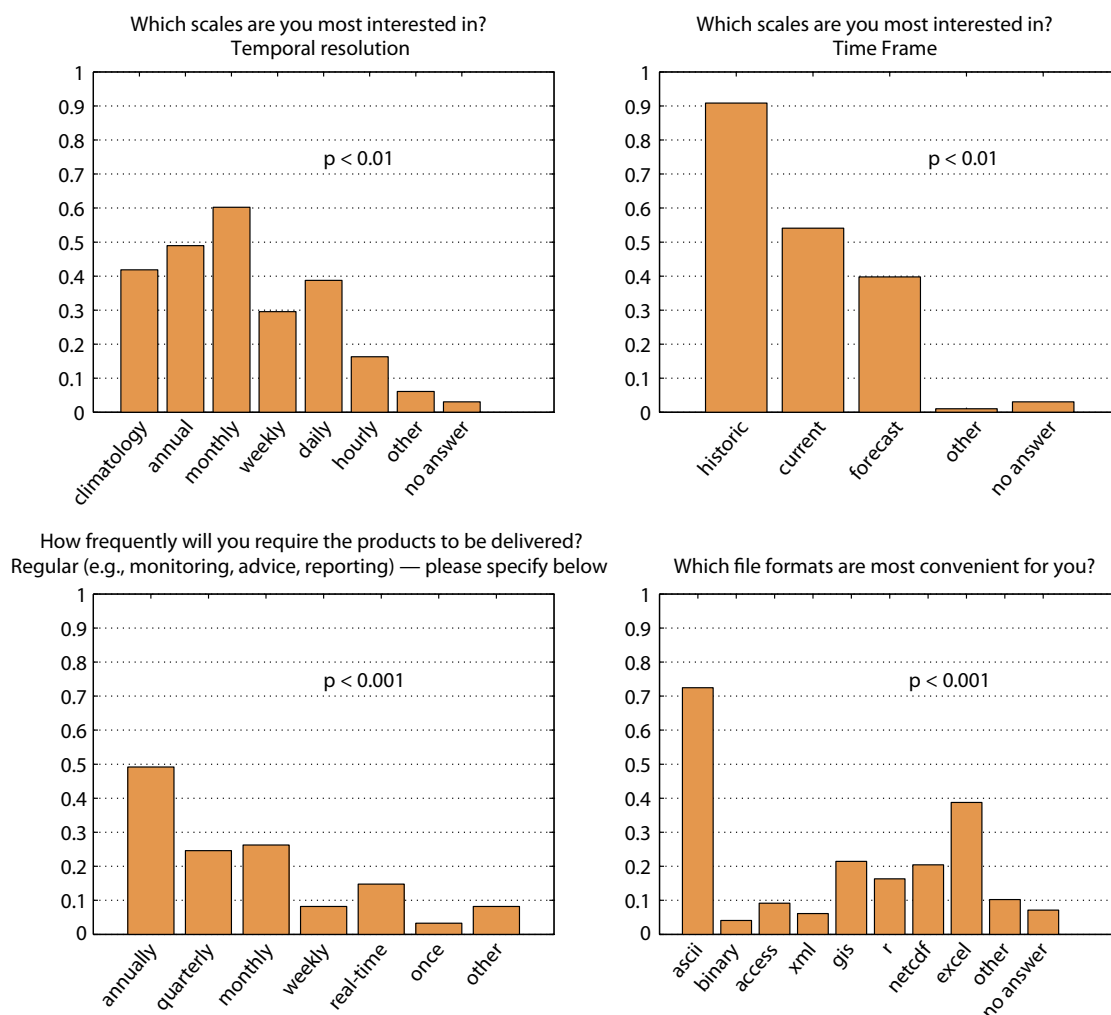 Which scales are you most interested in?
Temporal resolution
1
0.9
0.8
0.7
0.6
0.5
0.4
0.3
0.2
0.1
0
p < 0.01
climatology
annual
monthly
weekly
daily
hourly
other
no answer
Which scales are you most interested in?
Time Frame
1
0.9
0.8
0.7
0.6
0.5
0.4
0.3
0.2
0.1
0
p < 0.01
historic
current
forecast
other
no answer
How frequently will you require the products to be delivered?
Regular (e.g., monitoring, advice, reporting) — please specify below
1
0.9
0.8
0.7
0.6
0.5
0.4
0.3
0.2
0.1
0
p < 0.001
annually
quarterly
monthly
weekly
real-time
once
other
Which file formats are most convenient for you?
1
0.9
0.8
0.7
0.6
0.5
0.4
0.3
0.2
0.1
0
p < 0.001
ascii
binary
access
xml
gis
r
netcdf
excel
other
no answer